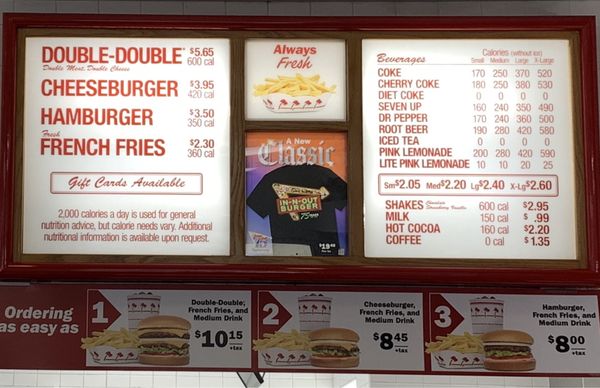 DOUBLE-DOUBLE® $5.65
Double Meat, Double Cheese 600 cal
CHEESEBURGER $3.95
420 cal
HAMBURGER $3.50
350 cal
Fresh
FRENCH FRIES $2.30
360 cal
Gift Cards Available
2,000 calories a day is used for general
nutrition advice, but calorie needs vary. Additional
nutritional information is available upon request.
Always
Fresh
A New
Classic
IN-N-OUT
BURGER
75
75
Beverages
Calories (without ice)
Small Medium Large X-Large
COKE 170 250 370 520
CHERRY COKE 180 250 380 530
DIET COKE 0 0 0 0
SEVEN UP 160 240 350 490
DR PEPPER 170 240 360 500
ROOT BEER 190 280 420 580
ICED TEA 0 0 0 0
PINK LEMONADE 200 280 420 590
LITE PINK LEMONADE 10 10 20 25
Sm$2.05 Med$2.20 Lg$2.40 X-Lg$2.60
SHAKES Chocolate Strawberry Vanilla 600 cal $2.95
MILK 150 cal $ .99
HOT COCOA 160 cal $2.20
COFFEE 0 cal $1.35
Ordering
as easy as
1
Double-Double,
French Fries, and
Medium Drink
$10.15
+tax
2
Cheeseburger,
French Fries, and
Medium Drink
$8.45
+tax
3
Hamburger,
French Fries, and
Medium Drink
$8.00
+tax